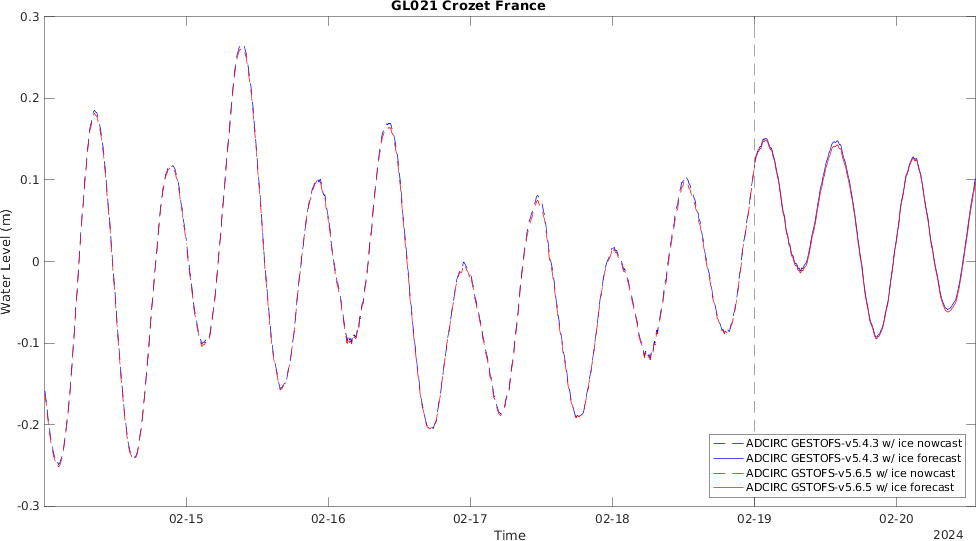 GL021 Crozet France
0.3
0.2
0.1
0
-0.1
-0.2
-0.3
Water Level (m)
ADCIRC GESTOFS-v5.4.3 w/ ice nowcast
ADCIRC GESTOFS-v5.4.3 w/ ice forecast
ADCIRC GSTOFS-v5.6.5 w/ ice nowcast
ADCIRC GSTOFS-v5.6.5 w/ ice forecast
02-15 02-16 02-17 02-18 02-19 02-20
Time
2024